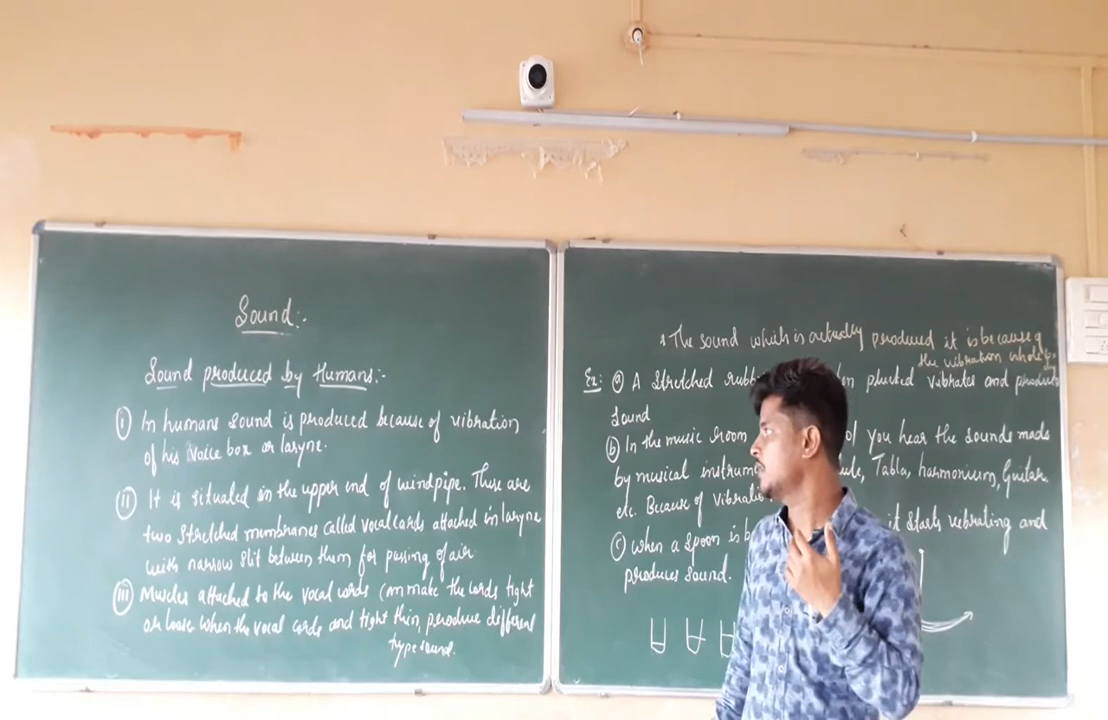 Sound:.
Sound produced by Humans:-
i In humans sound is produced because of vibration
of his voice box or larynx.
ii It is situated in the upper end of windpipe. There are
two stretched membranes called vocal cords attached in larynx
with narrow slit between them for passing of air
iii Muscles attached to the vocal cords can make the cords tight
or loose when the vocal cords and tight thin, produce different
type sound.
The sound which is actually produced it is because of
the vibration
Ex: a A stretched plucked vibrates and produces
sound
b In the music room you hear the sounds made
by musical Tabla, harmonium, Guitar
etc. Because of
c when a spoon is it starts vibrating and
produces sound.